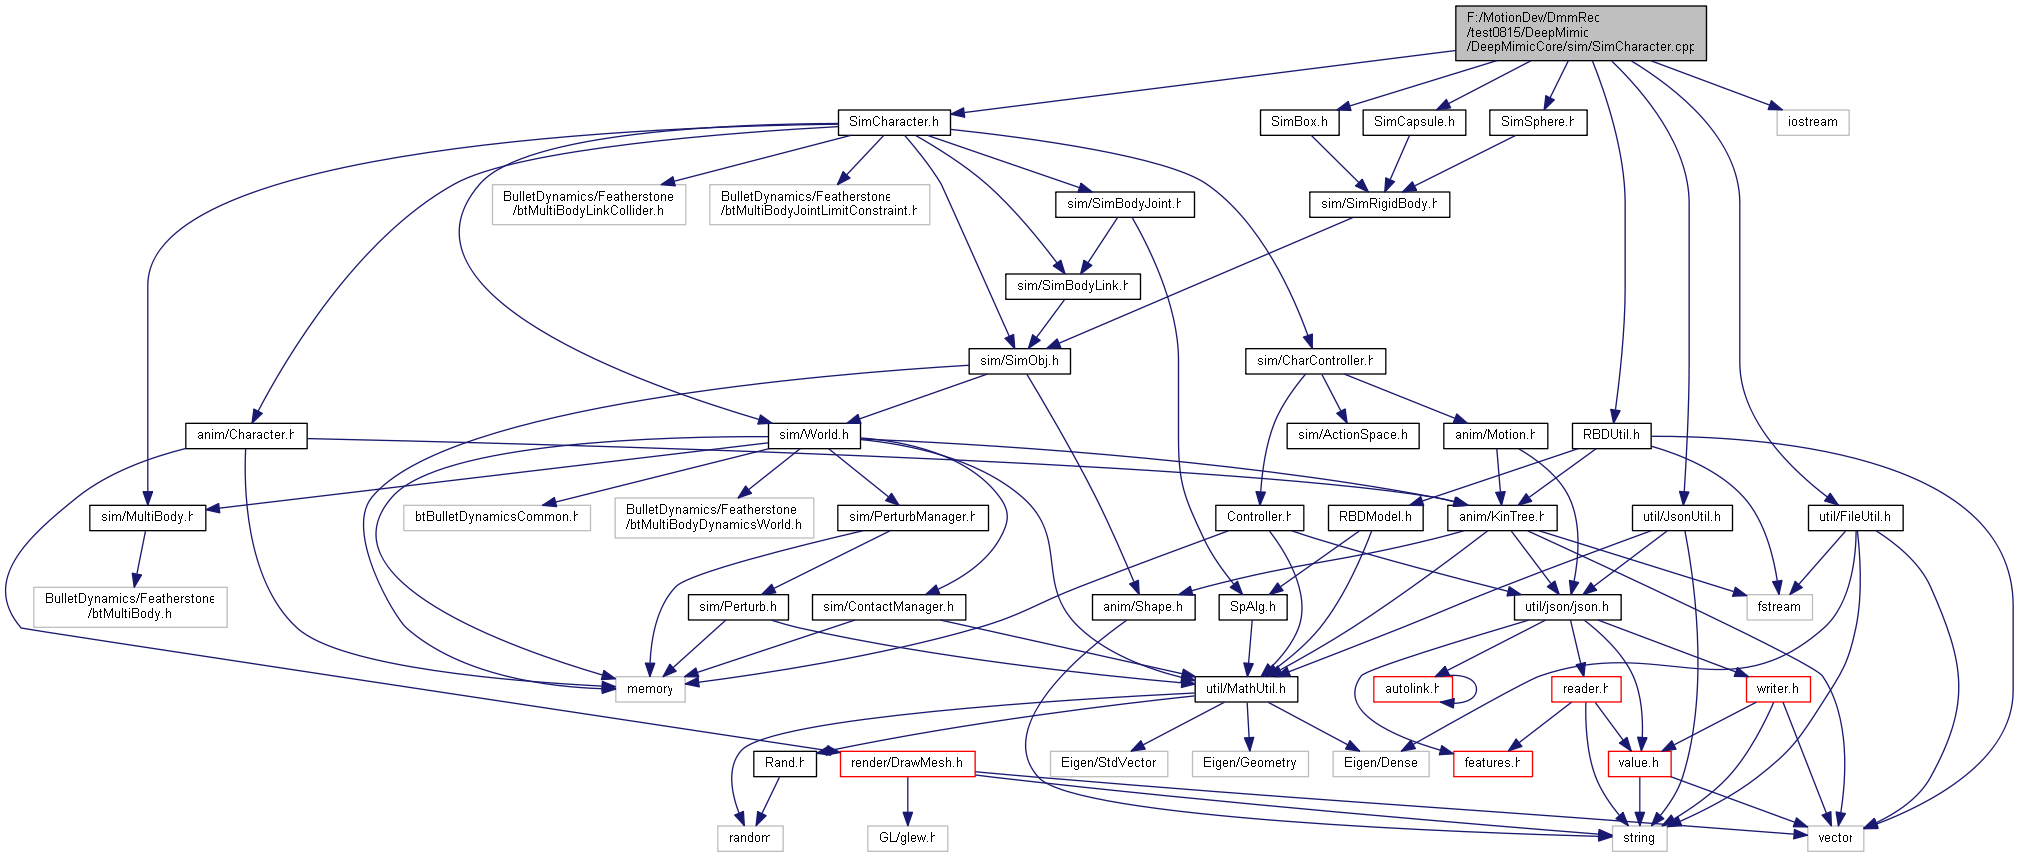 F:/MotionDev/DmmRec
/test0815/DeepMimic
/DeepMimicCore/sim/SimCharacter.cpp
SimCharacter.h
SimBox.h
SimCapsule.h
SimSphere.h
iostream
BulletDynamics/Featherstone
/btMultiBodyLinkCollider.h
BulletDynamics/Featherstone
/btMultiBodyJointLimitConstraint.h
sim/SimBodyJoint.h
sim/SimRigidBody.h
sim/SimBodyLink.h
sim/SimObj.h
sim/CharController.h
anim/Character.h
sim/World.h
sim/ActionSpace.h
anim/Motion.h
RBDUtil.h
sim/MultiBody.h
btBulletDynamicsCommon.h
BulletDynamics/Featherstone
/btMultiBodyDynamicsWorld.h
sim/PerturbManager.h
Controller.h
RBDModel.h
anim/KinTree.h
util/JsonUtil.h
util/FileUtil.h
BulletDynamics/Featherstone
/btMultiBody.h
sim/Perturb.h
sim/ContactManager.h
anim/Shape.h
SpAlg.h
util/json/json.h
fstream
memory
util/MathUtil.h
autolink.h
reader.h
writer.h
Rand.h
render/DrawMesh.h
Eigen/StdVector
Eigen/Geometry
Eigen/Dense
features.h
value.h
random
GL/glew.h
string
vector